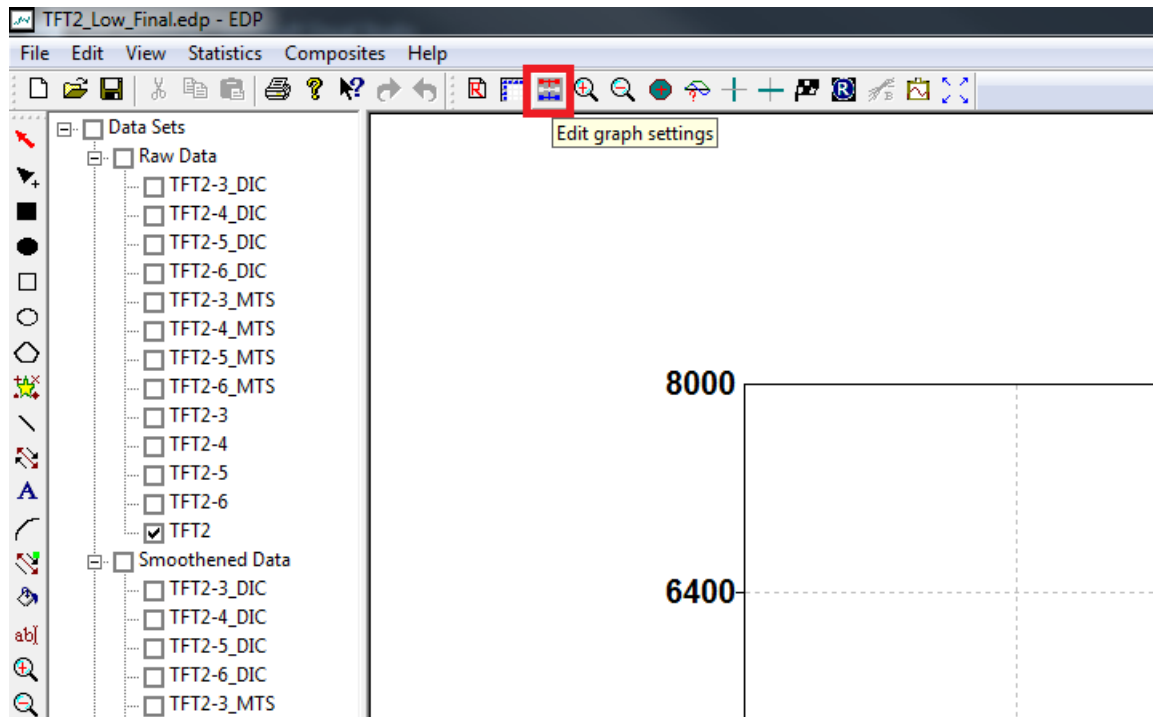 TFT2_Low_Final.edp - EDP
File Edit View Statistics Composites Help
Edit graph settings
Data Sets
Raw Data
TFT2-3_DIC
TFT2-4_DIC
TFT2-5_DIC
TFT2-6_DIC
TFT2-3_MTS
TFT2-4_MTS
TFT2-5_MTS
TFT2-6_MTS
TFT2-3
TFT2-4
TFT2-5
TFT2-6
TFT2
Smoothened Data
TFT2-3_DIC
TFT2-4_DIC
TFT2-5_DIC
TFT2-6_DIC
TFT2-3_MTS
A
ab
8000
6400